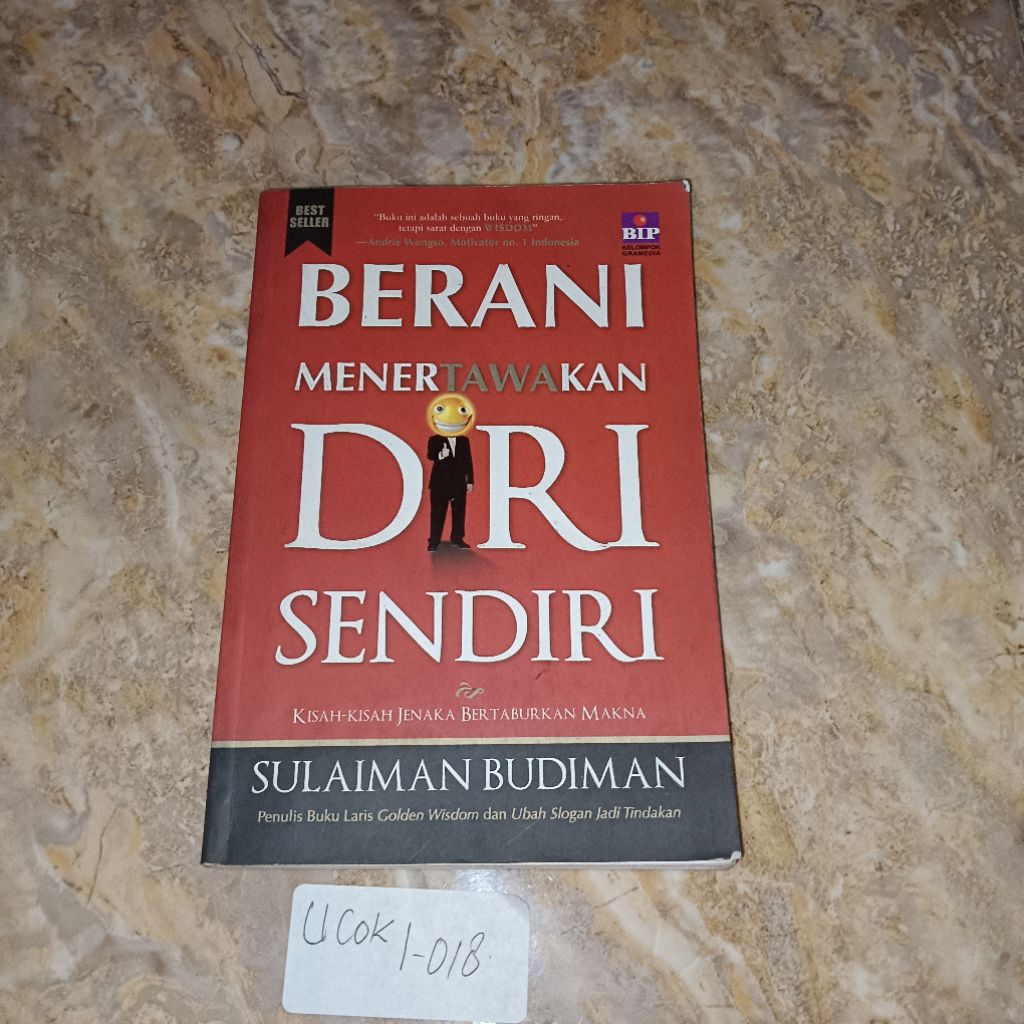 BEST
SELLER
"Buku ini adalah sebuah buku yang ringan,
tetapi sarat dengan WISDOM"
—Andrie Wongso, Motivator no. 1 Indonesia
BIP
KELOMPOK
GRAMEDIA
BERANI
MENERTAWAKAN
DIRI
SENDIRI
KISAH-KISAH JENAKA BERTABURKAN MAKNA
SULAIMAN BUDIMAN
Penulis Buku Laris Golden Wisdom dan Ubah Slogan Jadi Tindakan
UCok 1-018